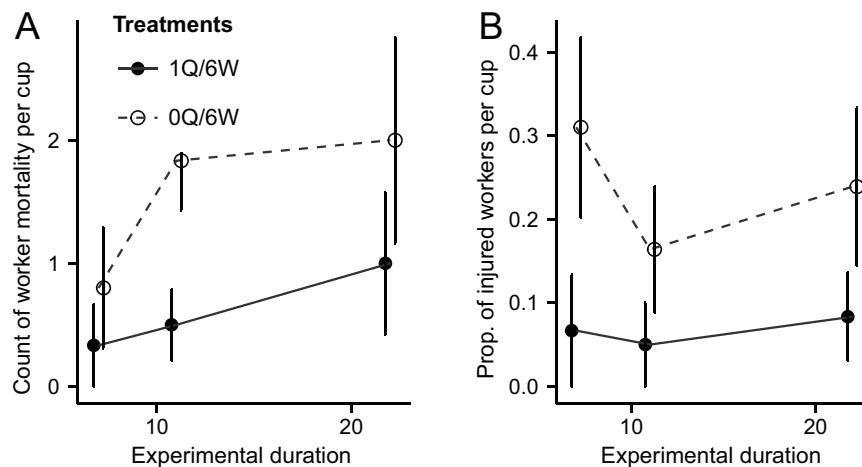 A
Treatments
1Q/6W
0Q/6W
Count of worker mortality per cup
2
1
0
10
20
Experimental duration
B
Prop. of injured workers per cup
0.4
0.3
0.2
0.1
0.0
10
20
Experimental duration